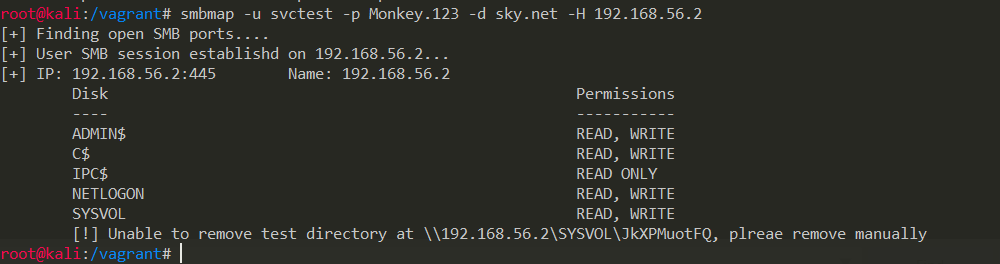 root@kali:/vagrant# smbmap -u svctest -p Monkey.123 -d sky.net -H 192.168.56.2
[+] Finding open SMB ports....
[+] User SMB session establishd on 192.168.56.2...
[+] IP: 192.168.56.2:445 Name: 192.168.56.2
Disk Permissions
---- -----------
ADMIN$ READ, WRITE
C$ READ, WRITE
IPC$ READ ONLY
NETLOGON READ, WRITE
SYSVOL READ, WRITE
[!] Unable to remove test directory at \\192.168.56.2\SYSVOL\JkXPMuotFQ, plreae remove manually
root@kali:/vagrant#